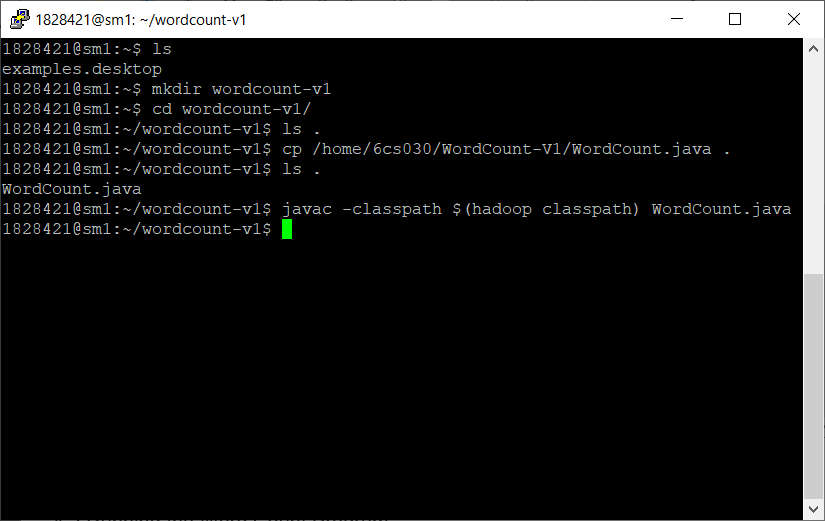 1828421@sm1: ~/wordcount-v1
1828421@sm1:~$ ls
examples.desktop
1828421@sm1:~$ mkdir wordcount-v1
1828421@sm1:~$ cd wordcount-v1/
1828421@sm1:~/wordcount-v1$ ls .
1828421@sm1:~/wordcount-v1$ cp /home/6cs030/WordCount-V1/WordCount.java .
1828421@sm1:~/wordcount-v1$ ls .
WordCount.java
1828421@sm1:~/wordcount-v1$ javac -classpath $(hadoop classpath) WordCount.java
1828421@sm1:~/wordcount-v1$